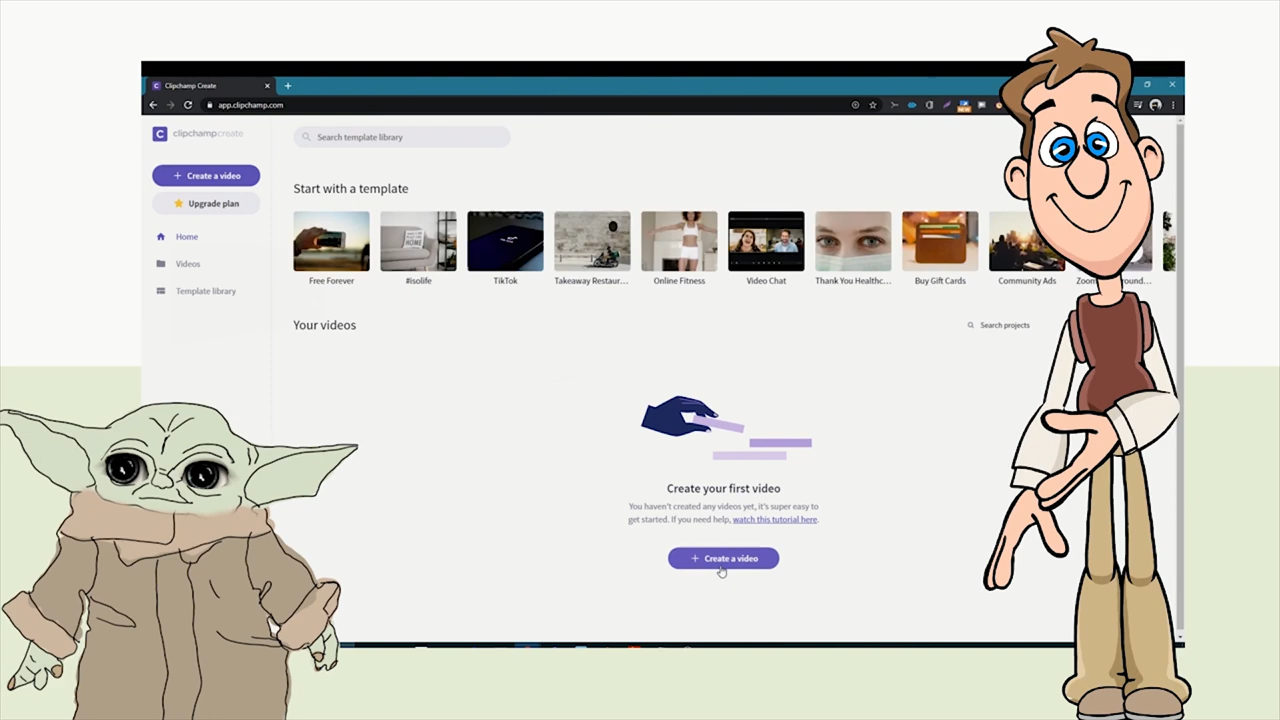 Clipchamp Create
app.clipchamp.com
NEW
C clipchampcreate
Search template library
+ Create a video
Upgrade plan
Start with a template
Home
Videos
Template library
HOME
Free Forever
#isolife
TikTok
Takeaway Restaur...
Online Fitness
Video Chat
Thank You Healthc...
Buy Gift Cards
Community Ads
Your videos
Search projects
Create your first video
You haven't created any videos yet, it's super easy to
get started. If you need help, watch this tutorial here.
+ Create a video